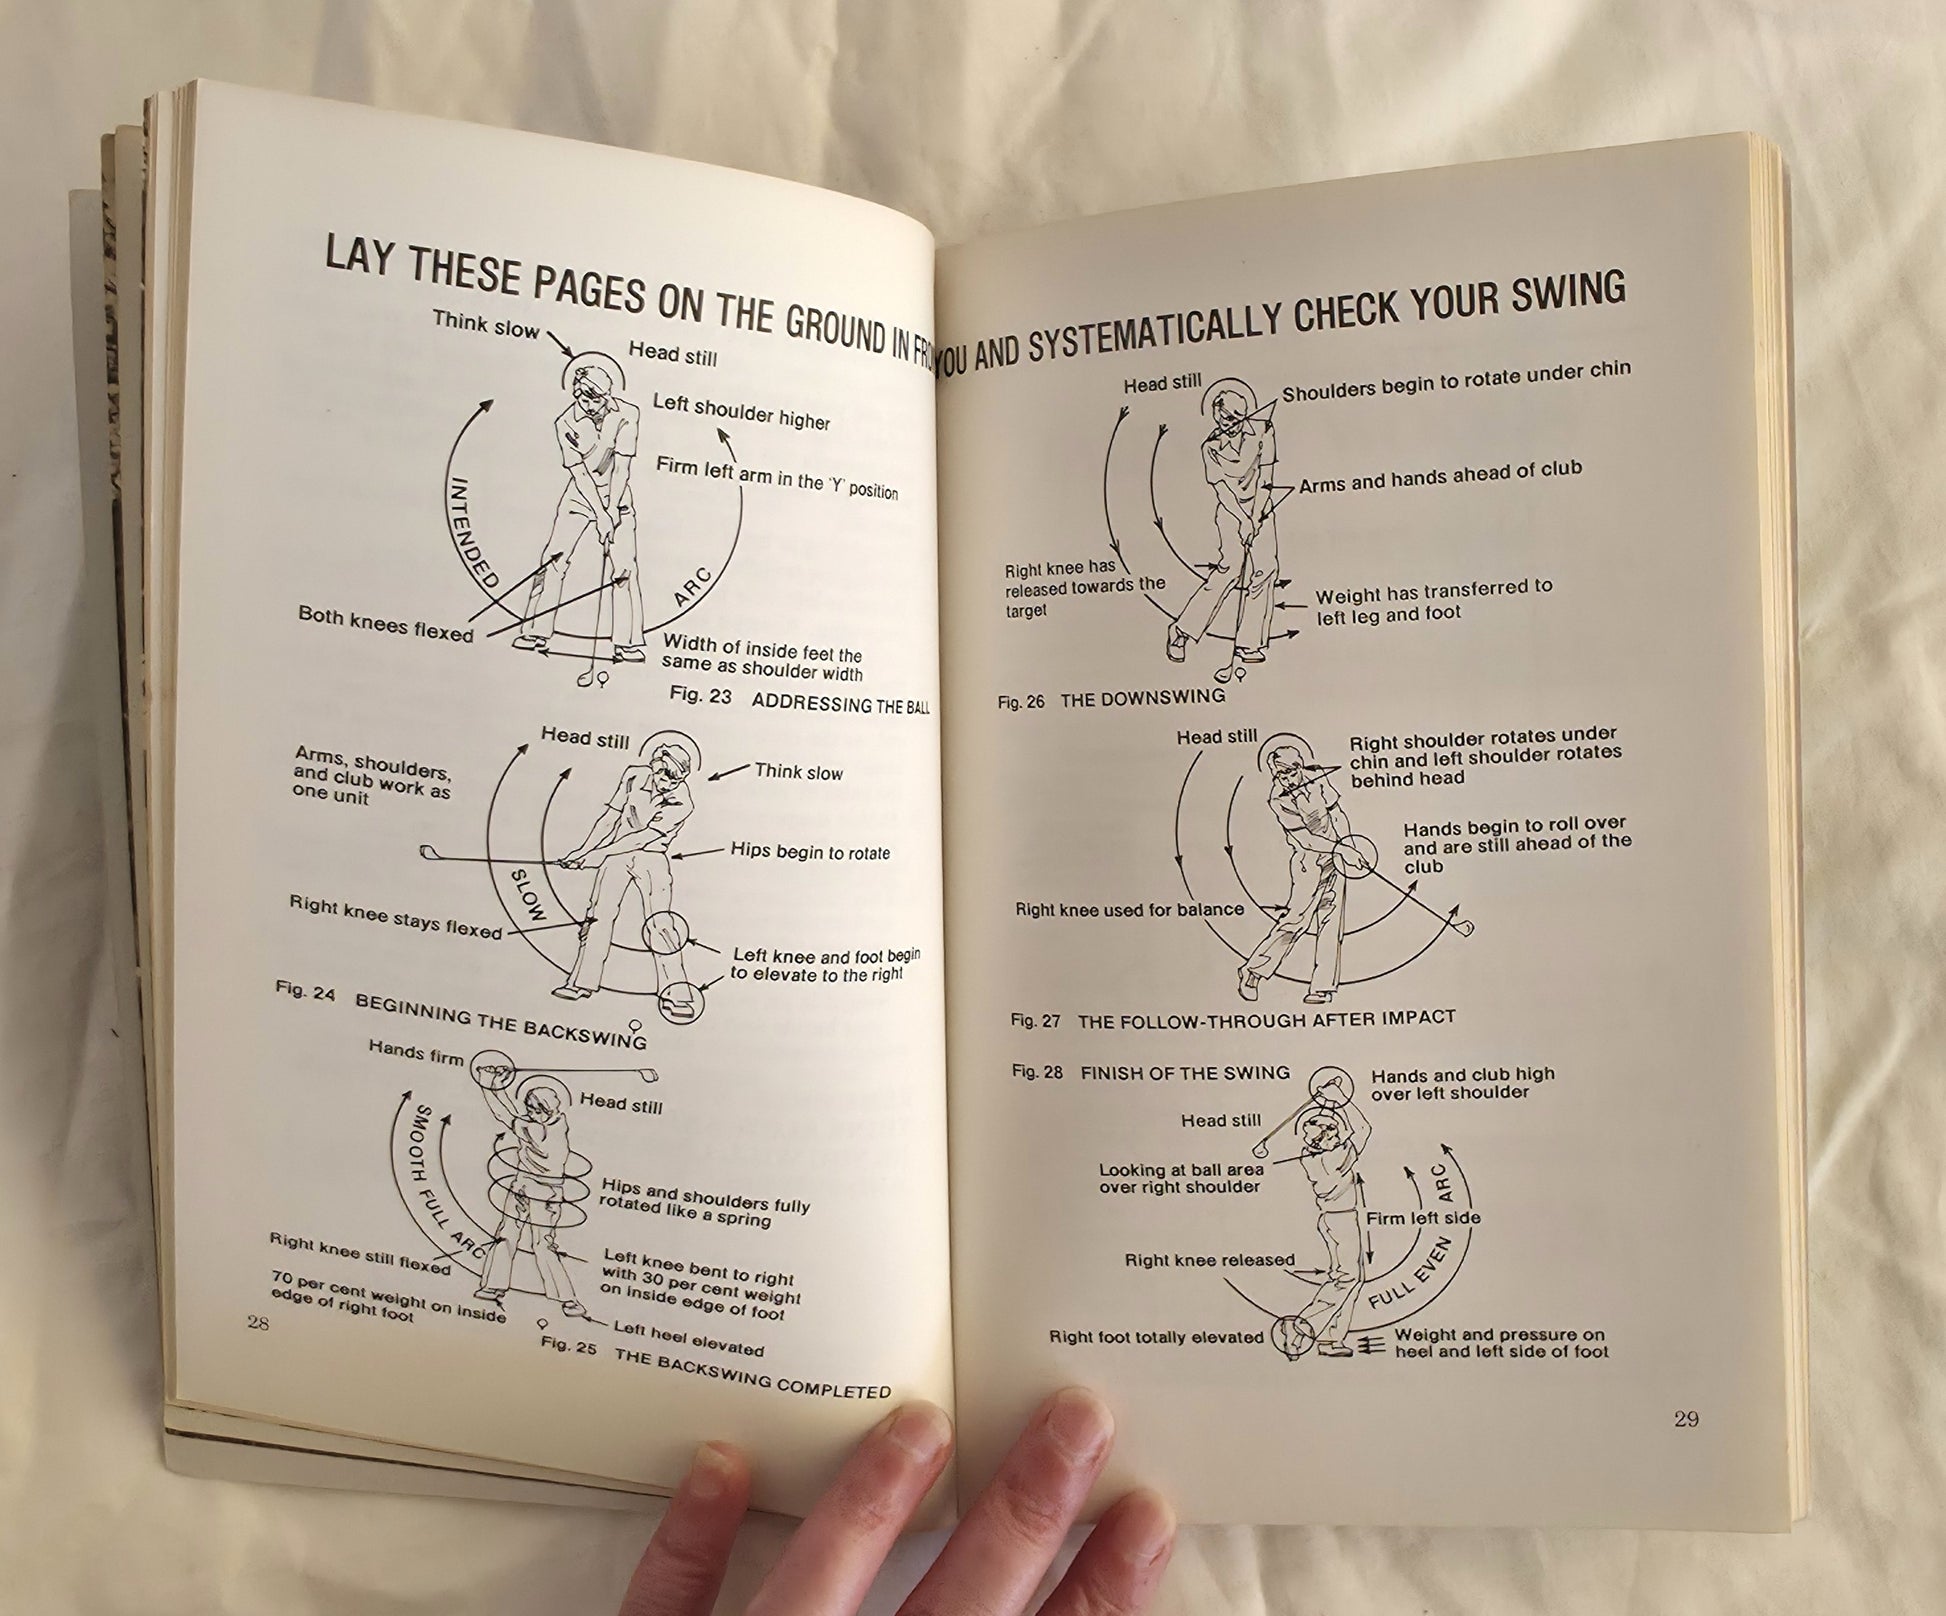 LAY THESE PAGES ON THE GROUND IN
Think slow
Head still
Left shoulder higher
Firm left arm in the 'Y' position
INTENDED
ARC
Both knees flexed
Width of inside feet the
same as shoulder width
Fig. 23 ADDRESSING THE BALL
Head still
Arms, shoulders,
and club work as
one unit
Think slow
Hips begin to rotate
SLOW
Right knee stays flexed
Left knee and foot begin
to elevate to the right
Fig. 24 BEGINNING THE BACKSWING
Hands firm
Head still
SMOOTH FULL ARC
Hips and shoulders fully
rotated like a spring
Right knee still flexed
Left knee bent to right
with 30 per cent weight
on inside edge of foot
70 per cent weight on inside
edge of right foot
Left heel elevated
Fig. 25 THE BACKSWING COMPLETED
28
YOU AND SYSTEMATICALLY CHECK YOUR SWING
Head still
Shoulders begin to rotate under chin
Arms and hands ahead of club
Right knee has
released towards the
target
Weight has transferred to
left leg and foot
Fig. 26 THE DOWNSWING
Head still
Right shoulder rotates under
chin and left shoulder rotates
behind head
Hands begin to roll over
and are still ahead of the
club
Right knee used for balance
Fig. 27 THE FOLLOW-THROUGH AFTER IMPACT
Fig. 28 FINISH OF THE SWING
Hands and club high
over left shoulder
Head still
Looking at ball area
over right shoulder
Firm left side
Right knee released
FULL EVEN ARC
Right foot totally elevated
Weight and pressure on
heel and left side of foot
29